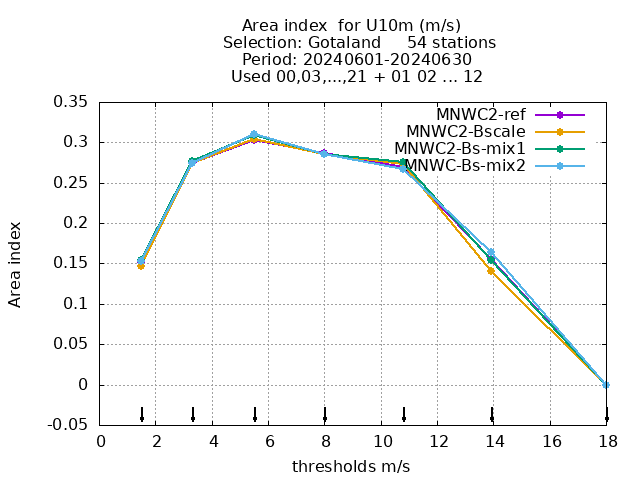 Area index  for U10m (m/s)
Selection: Gotaland     54 stations
Period: 20240601-20240630
Used 00,03,...,21 + 01 02 ... 12
0.35
0.3
0.25
0.2
0.15
0.1
0.05
0
-0.05
Area index
MNWC2-ref
MNWC2-Bscale
MNWC2-Bs-mix1
MNWC-Bs-mix2
0 2 4 6 8 10 12 14 16 18
thresholds m/s